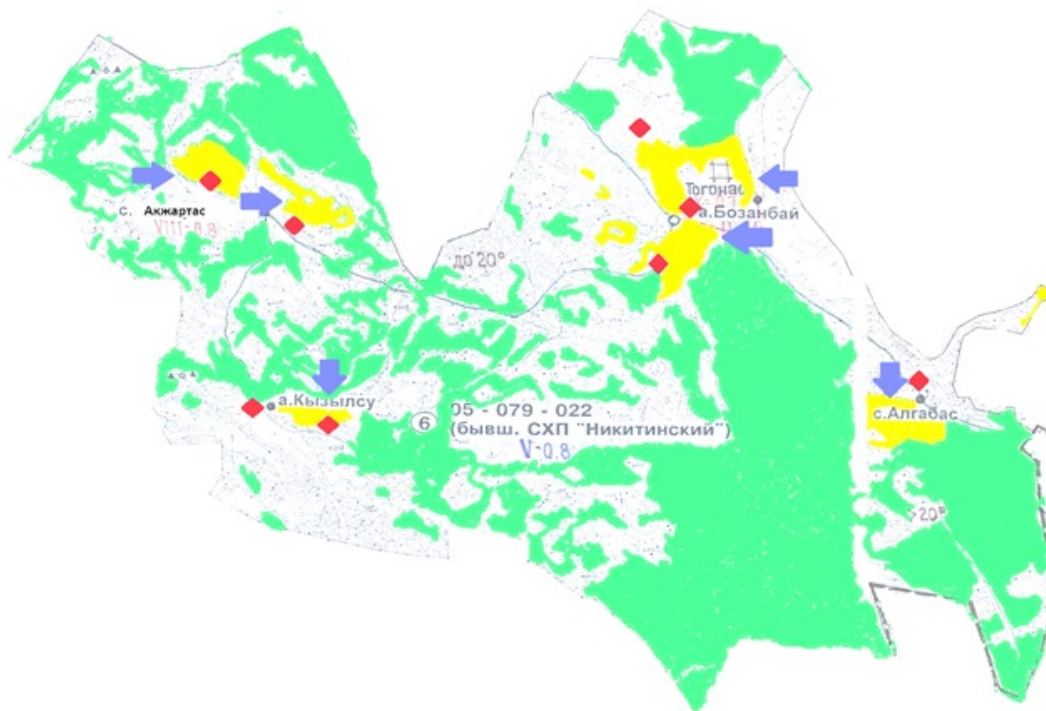 Тогонас
с. Акжартас
а.Бозанбай
VIII-0.8
до 20°
а.Кызылсу
05 - 079 - 022
6
(бывш. СХП "Никитинский")
с.Алгабас
V-0.8
>20°